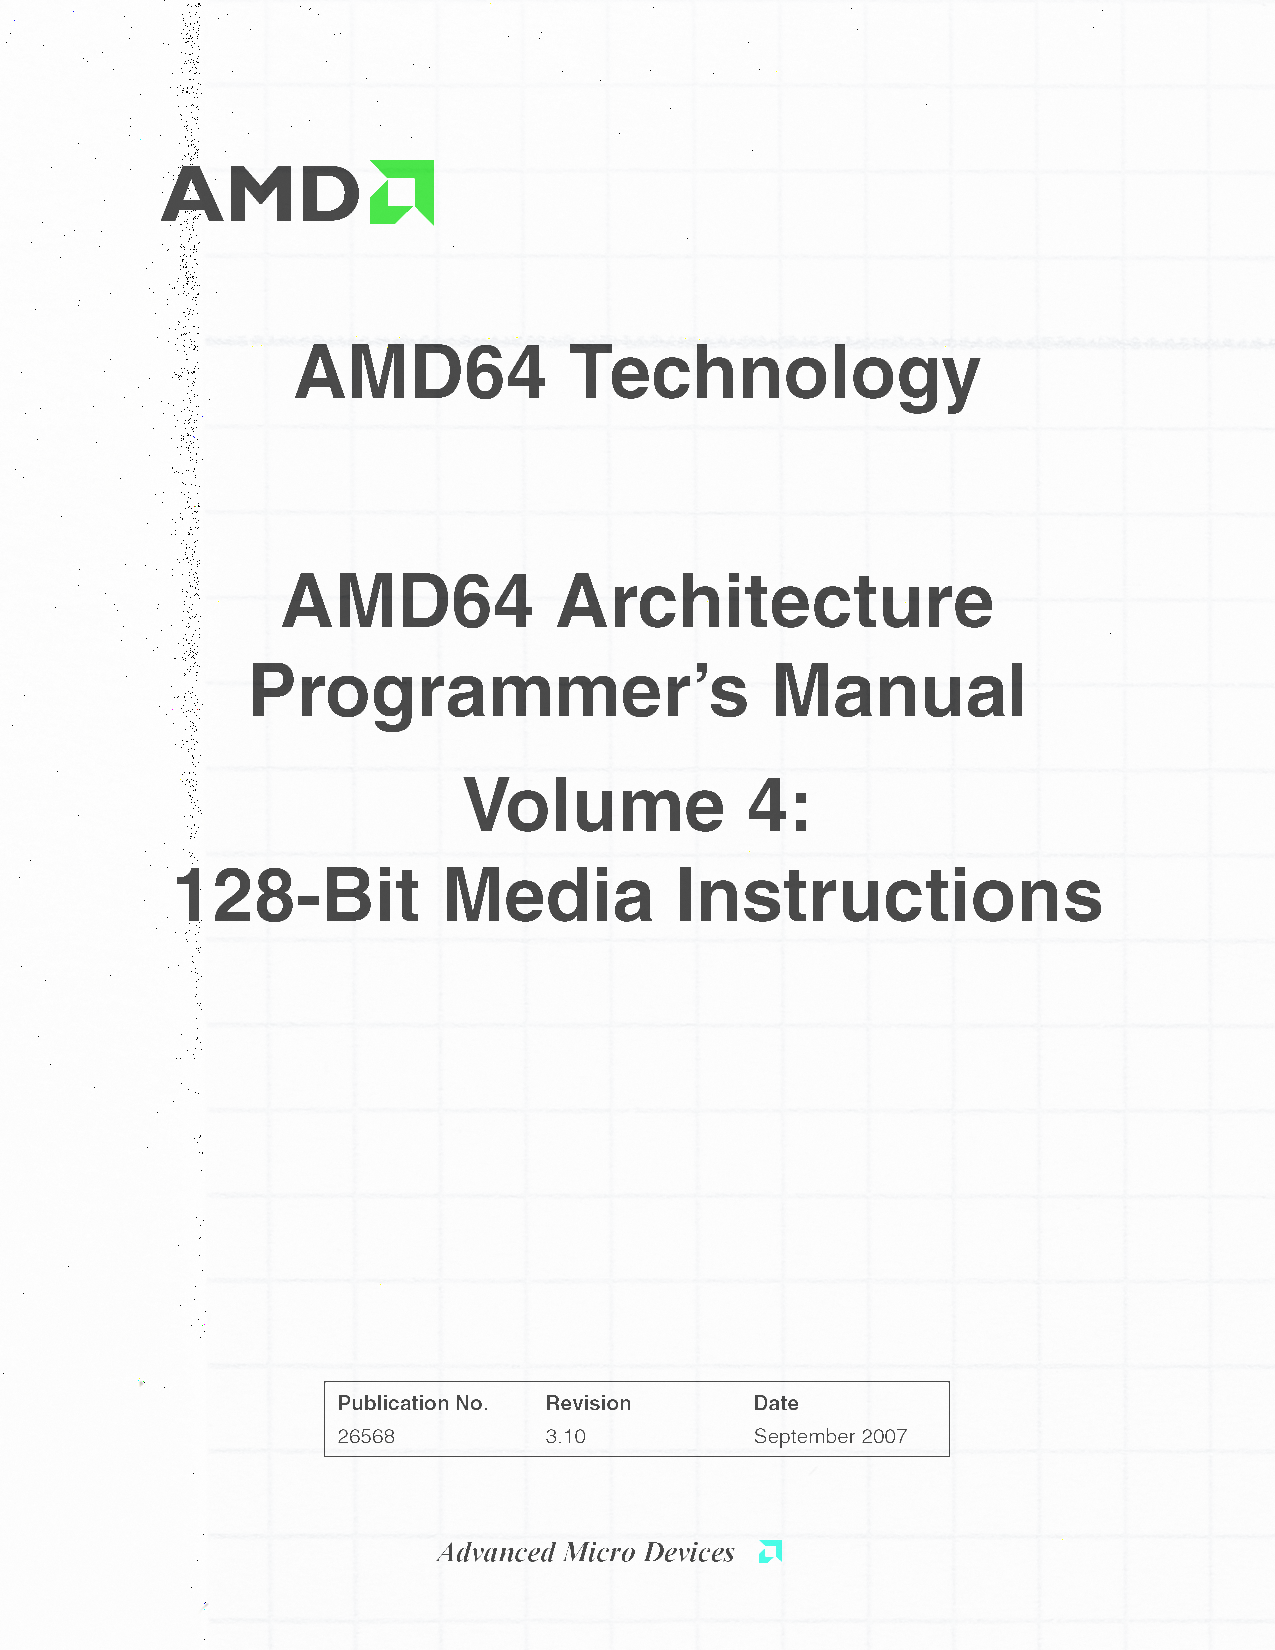 AMD
AMD64 Technology
AMD64 Architecture
Programmer’s Manual
Volume 4:
128-Bit Media Instructions
Publication No. Revision Date
26568 3.10 September 2007
Advanced Micro Devices